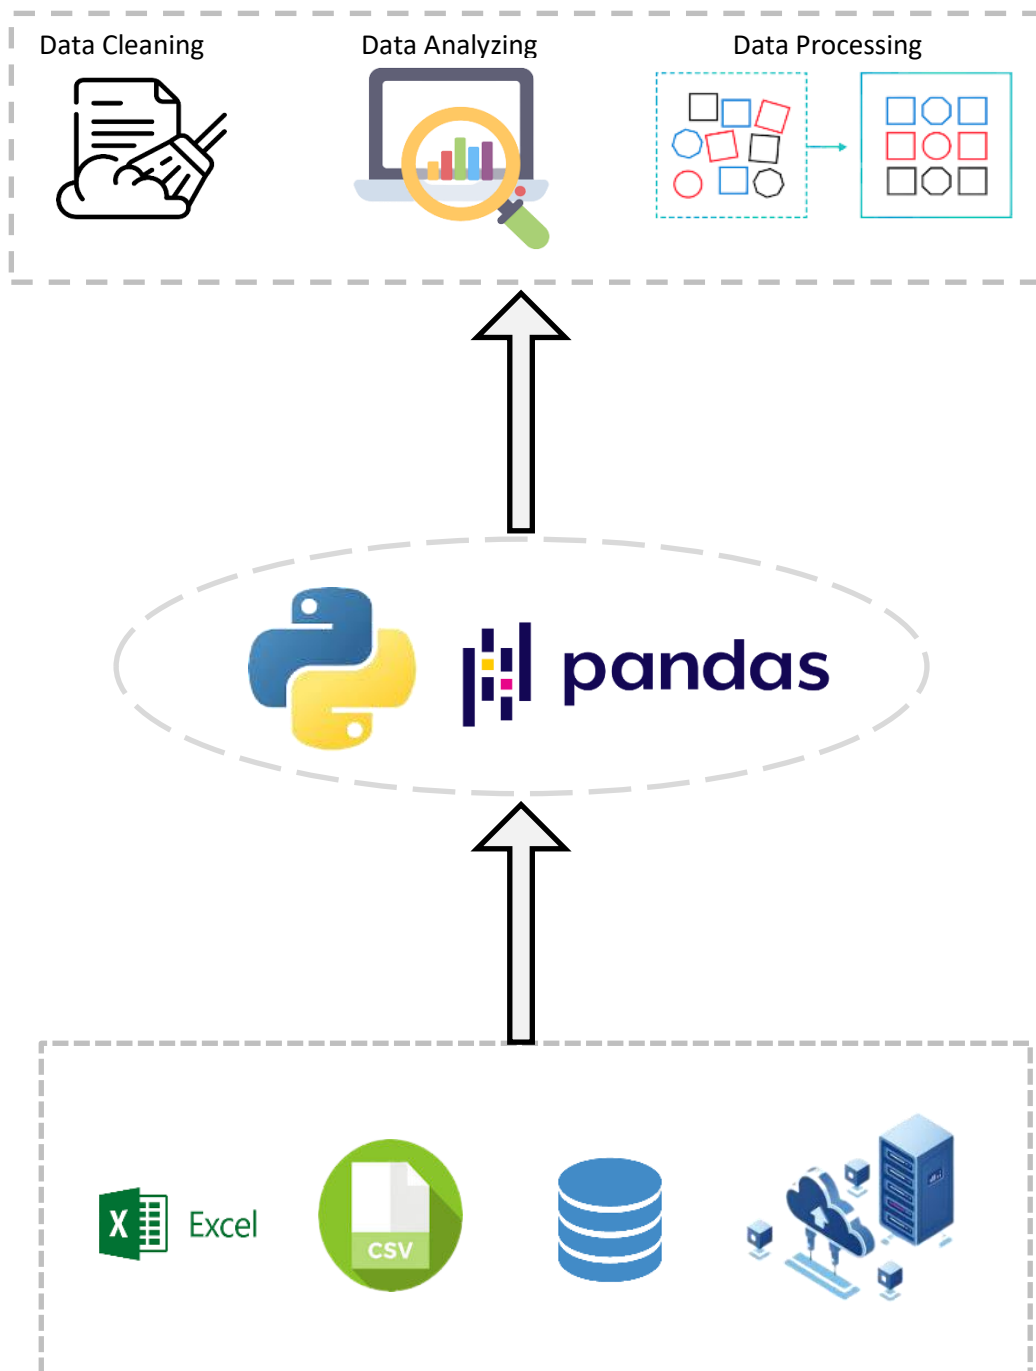 Data Cleaning
Data Analyzing
Data Processing
pandas
Excel
X
CSV